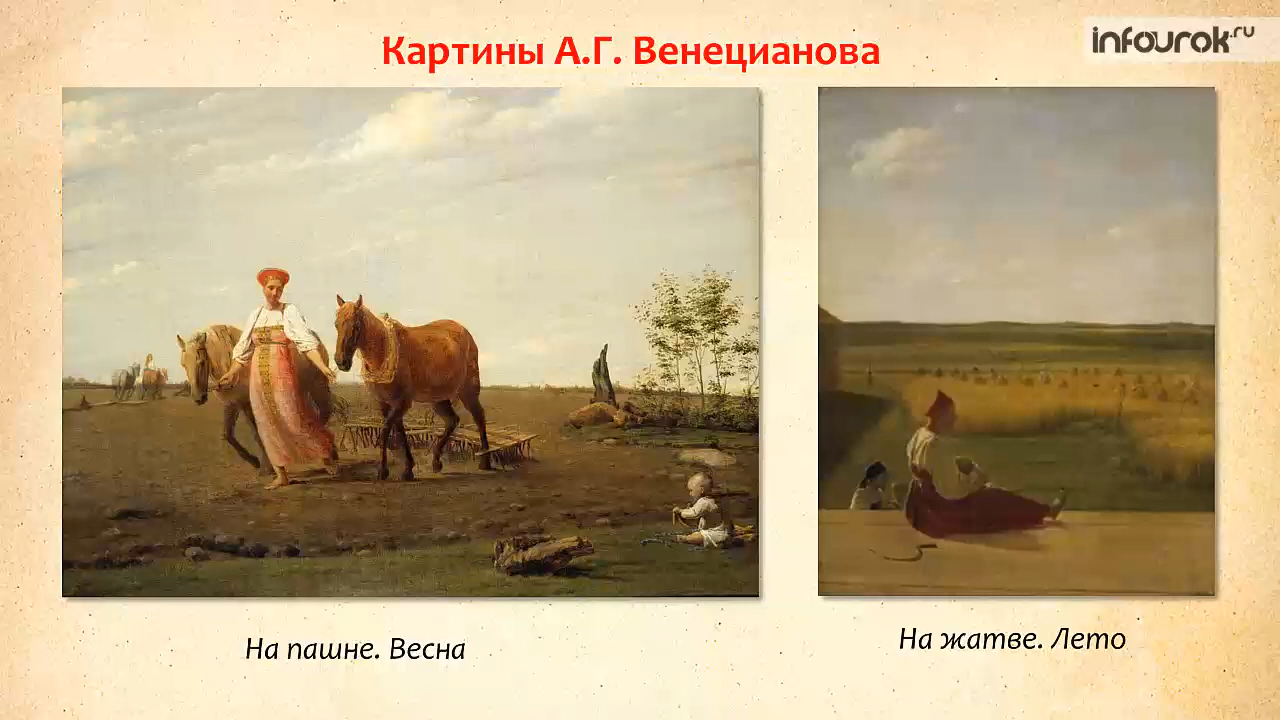 Картины А.Г. Венецианова
infourok.ru
На пашне. Весна
На жатве. Лето